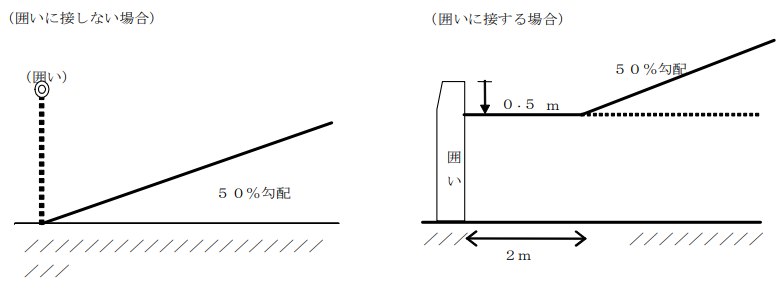 （囲いに接しない場合）
（囲い）
５０％勾配
（囲いに接する場合）
５０％勾配
０．５ ｍ
囲
い
２ｍ